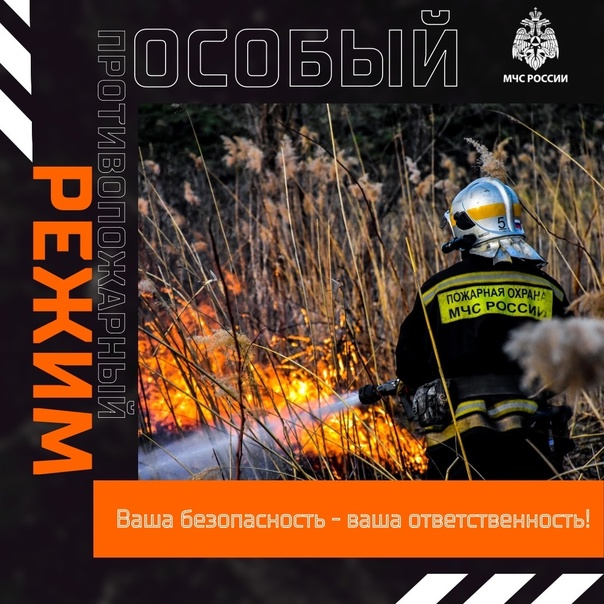 ОСОБЫЙ
ПРОТИВОПОЖАРНЫЙ
РЕЖИМ
МЧС РОССИИ
5
ПОЖАРНАЯ ОХРАНА
МЧС РОССИИ
Ваша безопасность - ваша ответственность!